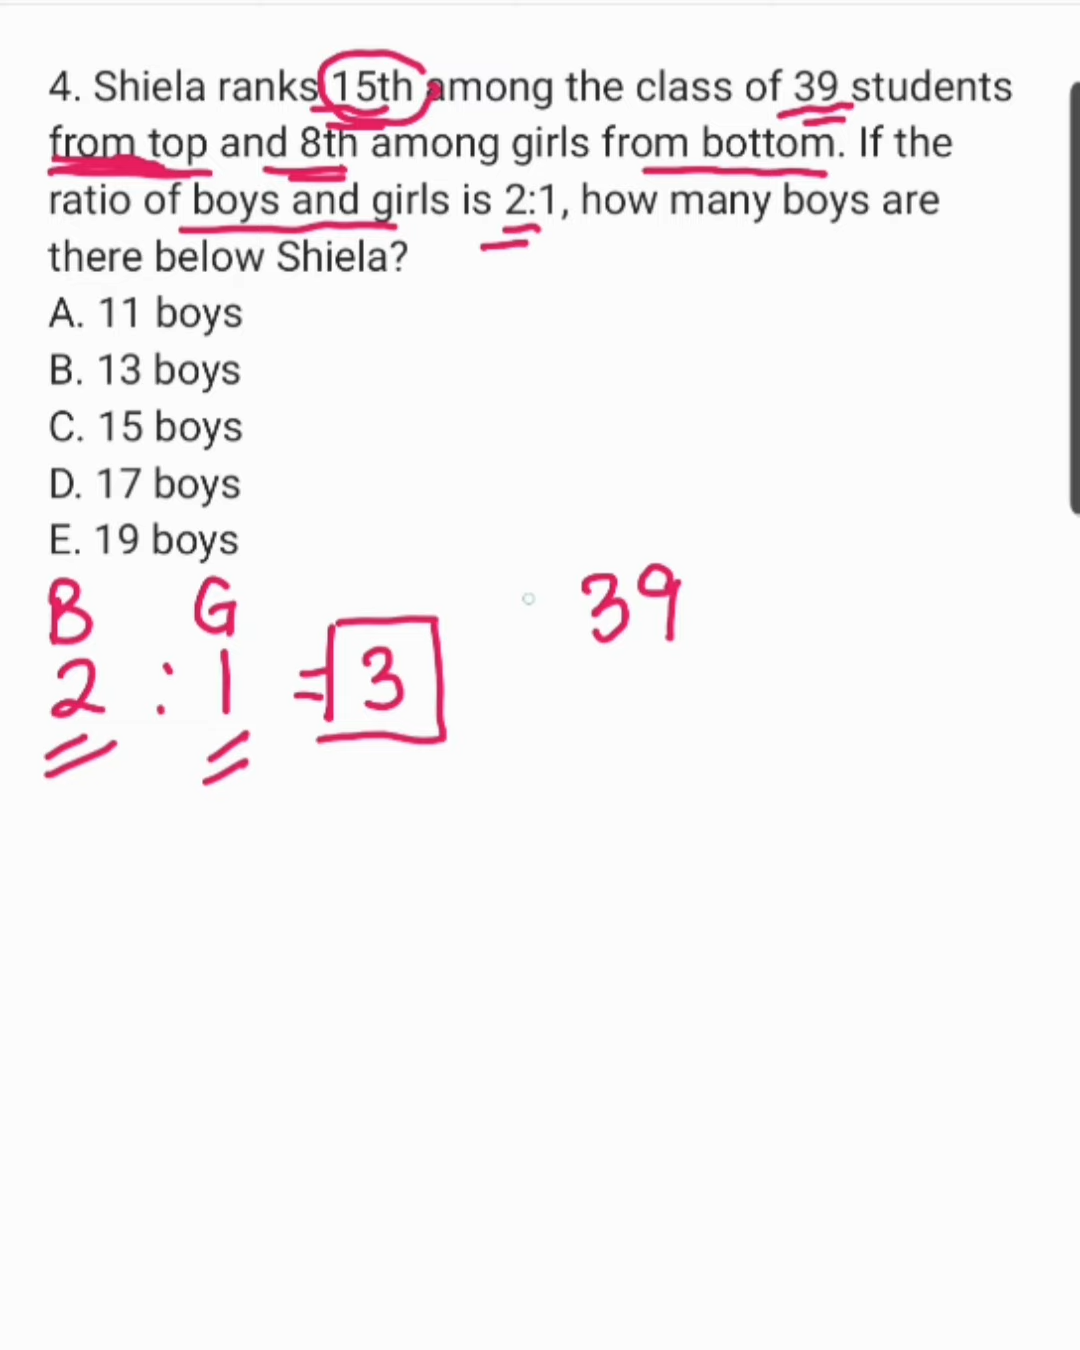 4. Shiela ranks 15th among the class of 39 students
from top and 8th among girls from bottom. If the
ratio of boys and girls is 2:1, how many boys are
there below Shiela?
A. 11 boys
B. 13 boys
C. 15 boys
D. 17 boys
E. 19 boys
B G 39
2 : 1 = 3